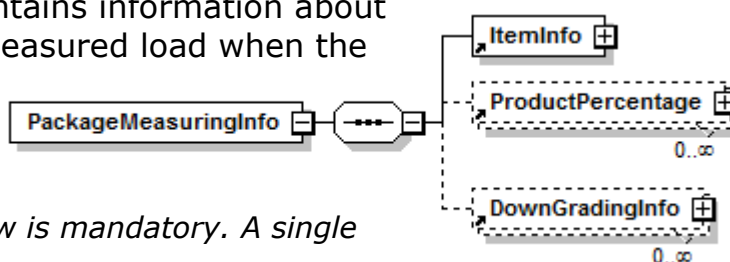 ntains information about
easured load when the
PackageMeasuringInfo
ItemInfo
ProductPercentage
0..∞
DownGradingInfo
0..∞
w is mandatory. A single